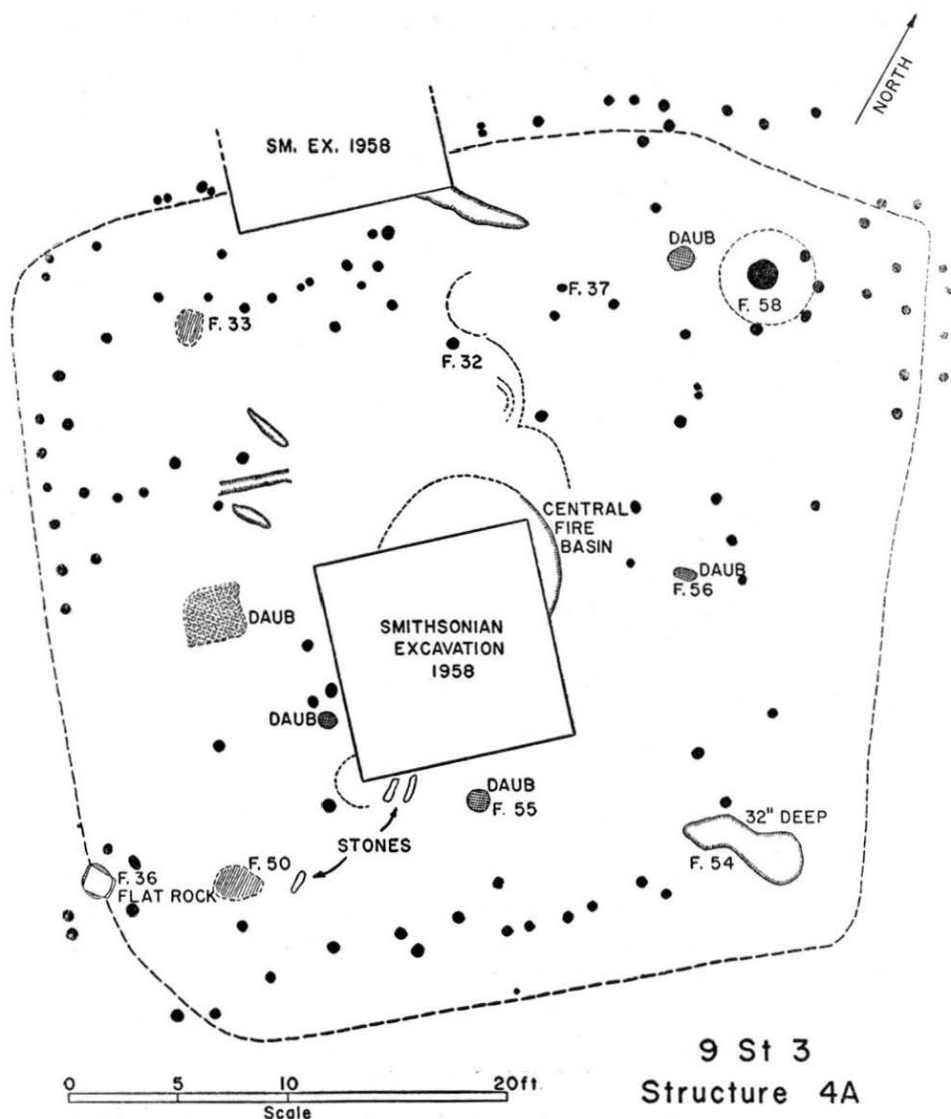 NORTH
SM. EX. 1958
DAUB
F. 58
F. 37
F. 33
F. 32
CENTRAL
FIRE
BASIN
DAUB
F. 56
DAUB
SMITHSONIAN
EXCAVATION
1958
DAUB
DAUB
F. 55
32" DEEP
F. 54
STONES
F. 50
F. 36
FLAT ROCK
0 5 10 20 ft.
Scale
9 St 3
Structure 4A